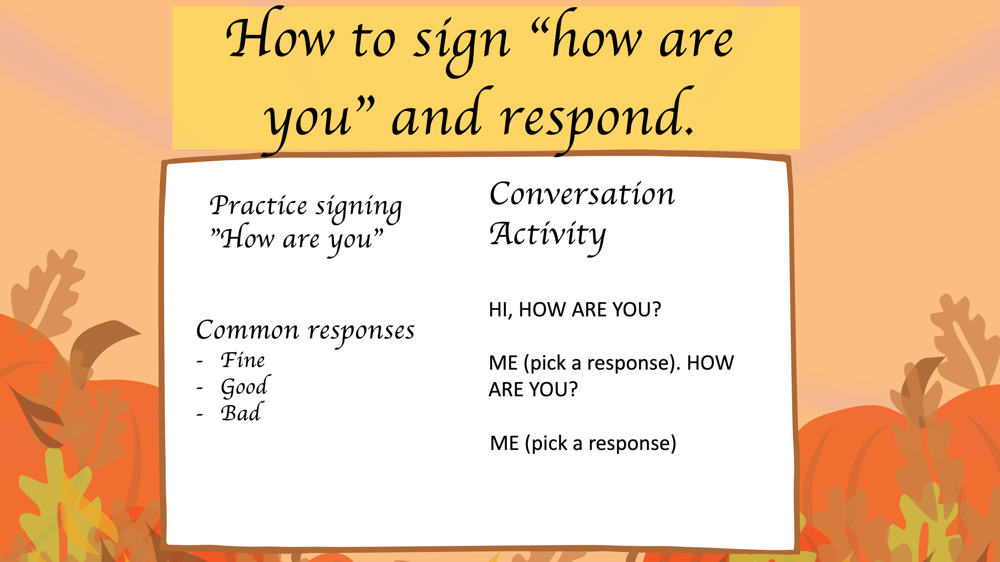 How to sign “how are
you” and respond.
Practice signing
”How are you”
Common responses
- Fine
- Good
- Bad
Conversation
Activity
HI, HOW ARE YOU?
ME (pick a response). HOW
ARE YOU?
ME (pick a response)